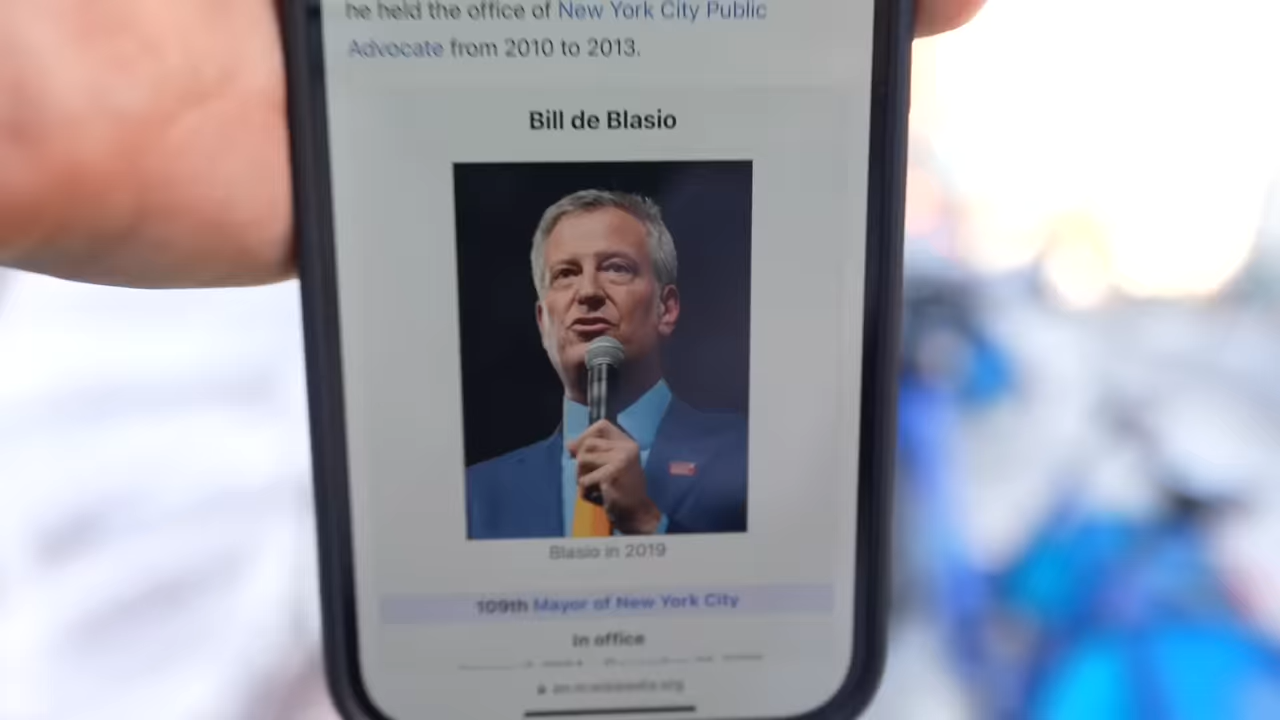 he held the office of New York City Public
Advocate from 2010 to 2013.
Bill de Blasio
Blasio in 2019
109th Mayor of New York City
In office